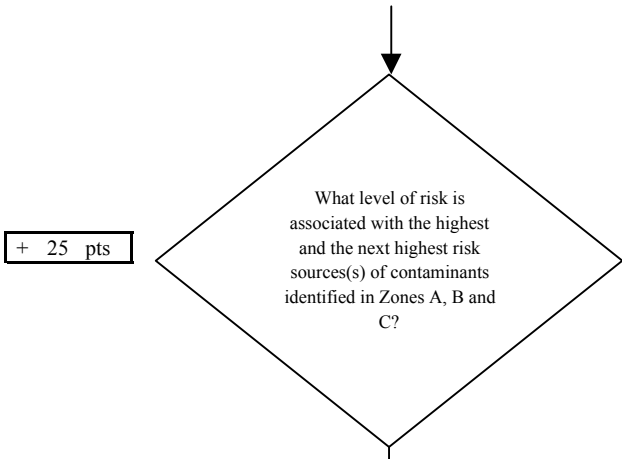 What level of risk is
associated with the highest
and the next highest risk
sources(s) of contaminants
identified in Zones A, B and
C?
+ 25 pts